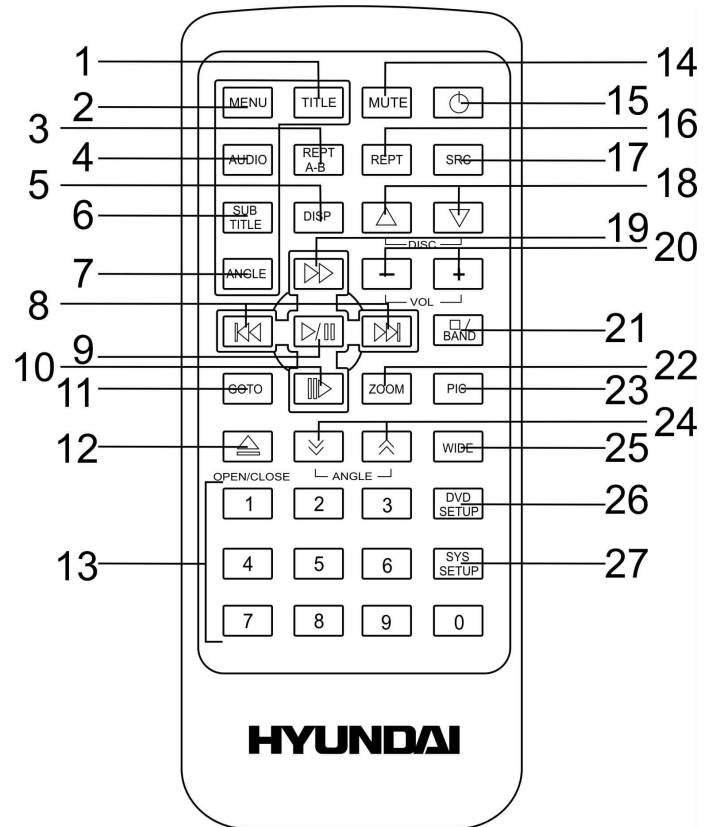 1
14
2
MENU
TITLE
MUTE
15
3
16
4
AUDIO
REPT
A-B
REPT
SRC
17
5
18
6
SUB
TITLE
DISP
DISC
19
20
7
ANGLE
VOL
8
BAND
21
9
10
22
11
GOTO
ZOOM
PIC
23
24
12
WIDE
25
OPEN/CLOSE
ANGLE
1
2
3
DVD
SETUP
26
13
4
5
6
SYS
SETUP
27
7
8
9
0
HYUNDAI